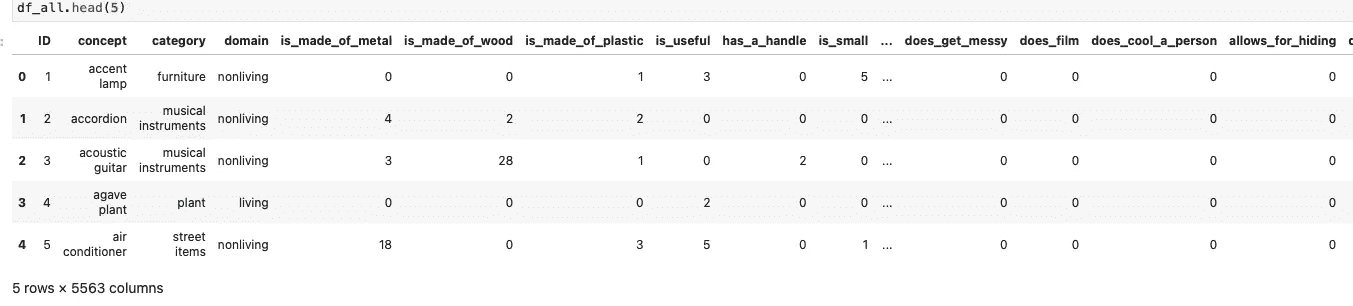 df_all.head(5)
ID concept category domain is_made_of_metal is_made_of_wood is_made_of_plastic is_useful has_a_handle is_small ... does_get_messy does_film does_cool_a_person allows_for_hiding
0 1 accent lamp furniture nonliving 0 0 1 3 0 5 ... 0 0 0 0
1 2 accordion musical instruments nonliving 4 2 2 0 0 0 ... 0 0 0 0
2 3 acoustic guitar musical instruments nonliving 3 28 1 0 2 0 ... 0 0 0 0
3 4 agave plant plant living 0 0 0 2 0 0 ... 0 0 0 0
4 5 air conditioner street items nonliving 18 0 3 5 0 1 ... 0 0 0 0
5 rows × 5563 columns